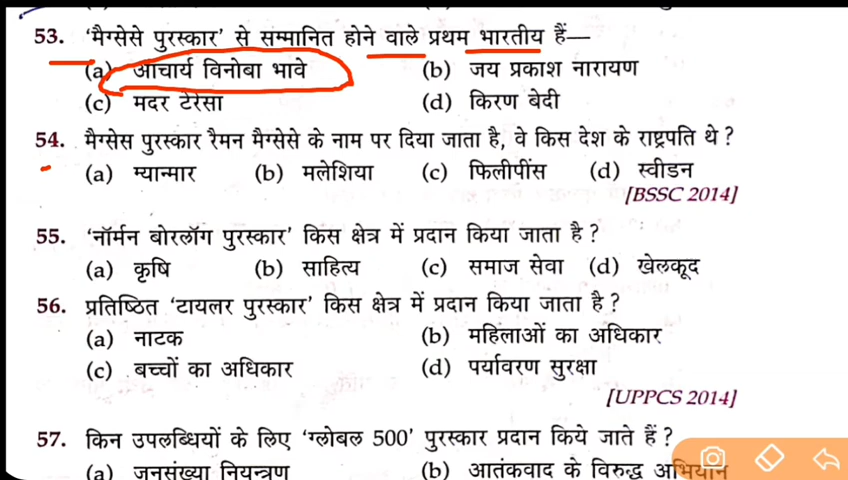 53. 'मैग्सेसे पुरस्कार' से सम्मानित होने वाले प्रथम भारतीय हैं—
(a) आचार्य विनोबा भावे (b) जय प्रकाश नारायण
(c) मदर टेरेसा (d) किरण बेदी
54. मैग्सेस पुरस्कार रैमन मैग्सेसे के नाम पर दिया जाता है, वे किस देश के राष्ट्रपति थे ?
(a) म्यान्मार (b) मलेशिया (c) फिलीपींस (d) स्वीडन
[BSSC 2014]
55. 'नॉर्मन बोरलॉग पुरस्कार' किस क्षेत्र में प्रदान किया जाता है ?
(a) कृषि (b) साहित्य (c) समाज सेवा (d) खेलकूद
56. प्रतिष्ठित 'टायलर पुरस्कार' किस क्षेत्र में प्रदान किया जाता है ?
(a) नाटक (b) महिलाओं का अधिकार
(c) बच्चों का अधिकार (d) पर्यावरण सुरक्षा
[UPPCS 2014]
57. किन उपलब्धियों के लिए 'ग्लोबल 500' पुरस्कार प्रदान किये जाते हैं ?
(a) जनसंख्या नियन्त्रण (b) आतंकवाद के विरुद्ध अभियान